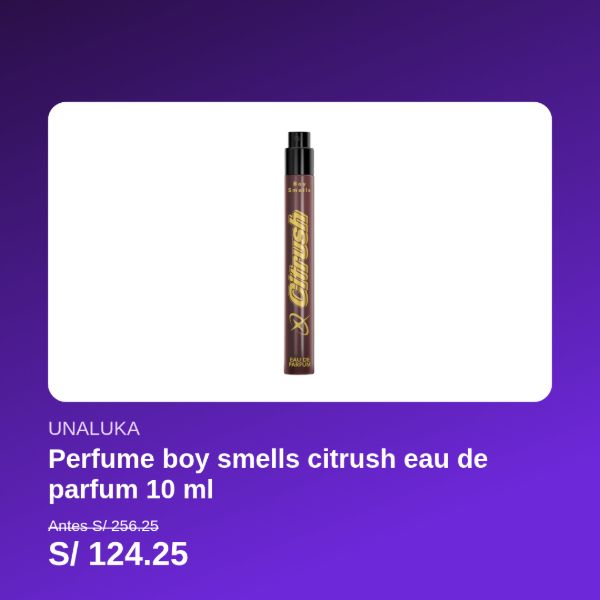 Boy
Smells
Citrush
EAU DE
PARFUM
UNALUKA
Perfume boy smells citrush eau de
parfum 10 ml
Antes S/ 256.25
S/ 124.25